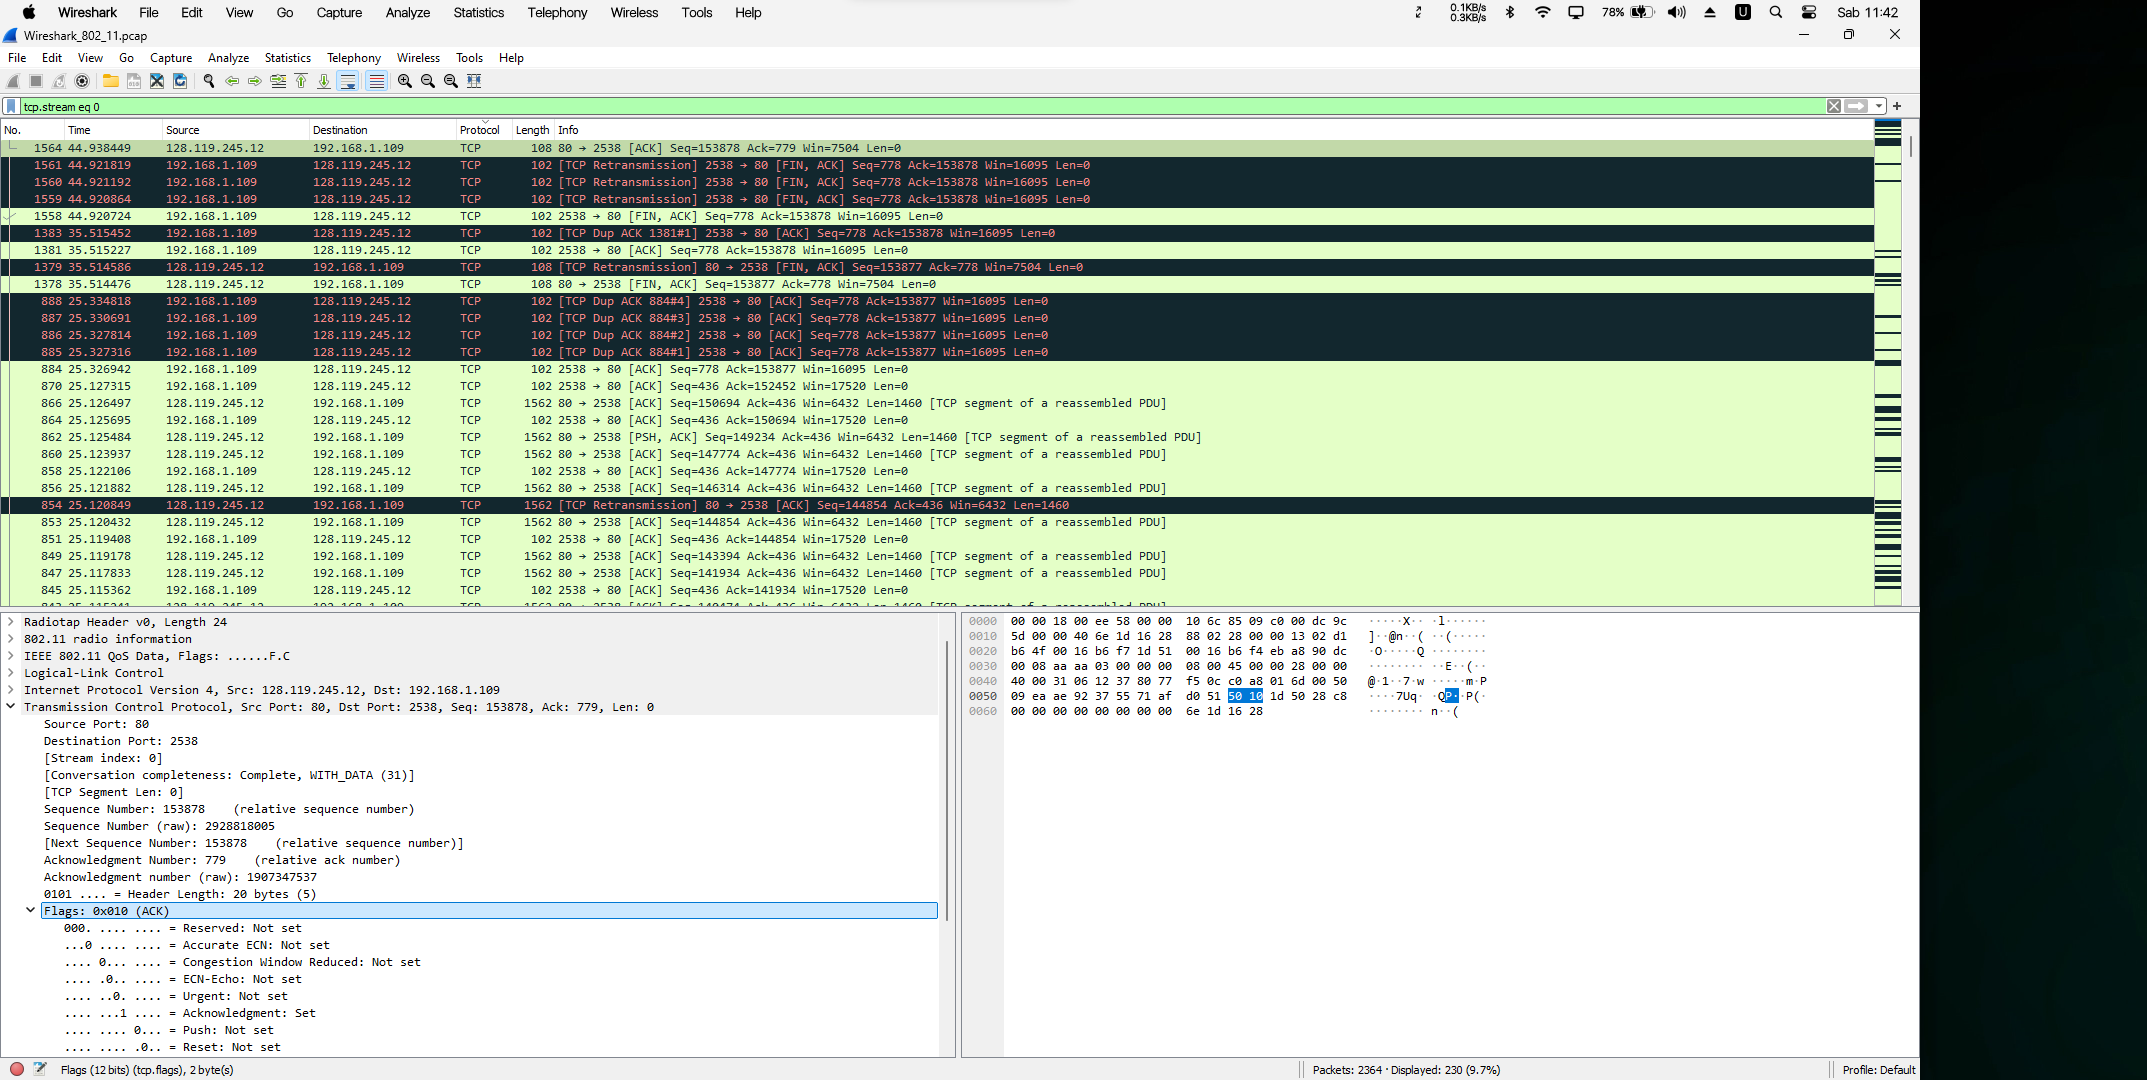 Wireshark File Edit View Go Capture Analyze Statistics Telephony Wireless Tools Help 0.1KB/s 0.3KB/s 78% U Sab 11:42
Wireshark_802_11.pcap
File Edit View Go Capture Analyze Statistics Telephony Wireless Tools Help
tcp.stream eq 0
No. Time Source Destination Protocol Length Info
1564 44.938449 128.119.245.12 192.168.1.109 TCP 108 80 → 2538 [ACK] Seq=153878 Ack=779 Win=7504 Len=0
1561 44.921819 192.168.1.109 128.119.245.12 TCP 102 [TCP Retransmission] 2538 → 80 [FIN, ACK] Seq=778 Ack=153878 Win=16095 Len=0
1560 44.921192 192.168.1.109 128.119.245.12 TCP 102 [TCP Retransmission] 2538 → 80 [FIN, ACK] Seq=778 Ack=153878 Win=16095 Len=0
1559 44.920864 192.168.1.109 128.119.245.12 TCP 102 [TCP Retransmission] 2538 → 80 [FIN, ACK] Seq=778 Ack=153878 Win=16095 Len=0
1558 44.920724 192.168.1.109 128.119.245.12 TCP 102 2538 → 80 [FIN, ACK] Seq=778 Ack=153878 Win=16095 Len=0
1383 35.515452 192.168.1.109 128.119.245.12 TCP 102 [TCP Dup ACK 1381#1] 2538 → 80 [ACK] Seq=778 Ack=153878 Win=16095 Len=0
1381 35.515227 192.168.1.109 128.119.245.12 TCP 102 2538 → 80 [ACK] Seq=778 Ack=153878 Win=16095 Len=0
1379 35.514586 128.119.245.12 192.168.1.109 TCP 108 [TCP Retransmission] 80 → 2538 [FIN, ACK] Seq=153877 Ack=778 Win=7504 Len=0
1378 35.514476 128.119.245.12 192.168.1.109 TCP 108 80 → 2538 [FIN, ACK] Seq=153877 Ack=778 Win=7504 Len=0
888 25.334818 192.168.1.109 128.119.245.12 TCP 102 [TCP Dup ACK 884#4] 2538 → 80 [ACK] Seq=778 Ack=153877 Win=16095 Len=0
887 25.330691 192.168.1.109 128.119.245.12 TCP 102 [TCP Dup ACK 884#3] 2538 → 80 [ACK] Seq=778 Ack=153877 Win=16095 Len=0
886 25.327814 192.168.1.109 128.119.245.12 TCP 102 [TCP Dup ACK 884#2] 2538 → 80 [ACK] Seq=778 Ack=153877 Win=16095 Len=0
885 25.327316 192.168.1.109 128.119.245.12 TCP 102 [TCP Dup ACK 884#1] 2538 → 80 [ACK] Seq=778 Ack=153877 Win=16095 Len=0
884 25.326942 192.168.1.109 128.119.245.12 TCP 102 2538 → 80 [ACK] Seq=778 Ack=153877 Win=16095 Len=0
870 25.127315 192.168.1.109 128.119.245.12 TCP 102 2538 → 80 [ACK] Seq=436 Ack=152452 Win=17520 Len=0
866 25.126497 128.119.245.12 192.168.1.109 TCP 1562 80 → 2538 [ACK] Seq=150694 Ack=436 Win=6432 Len=1460 [TCP segment of a reassembled PDU]
864 25.125695 192.168.1.109 128.119.245.12 TCP 102 2538 → 80 [ACK] Seq=436 Ack=150694 Win=17520 Len=0
862 25.125484 128.119.245.12 192.168.1.109 TCP 1562 80 → 2538 [PSH, ACK] Seq=149234 Ack=436 Win=6432 Len=1460 [TCP segment of a reassembled PDU]
860 25.123937 128.119.245.12 192.168.1.109 TCP 1562 80 → 2538 [ACK] Seq=147774 Ack=436 Win=6432 Len=1460 [TCP segment of a reassembled PDU]
858 25.122106 192.168.1.109 128.119.245.12 TCP 102 2538 → 80 [ACK] Seq=436 Ack=147774 Win=17520 Len=0
856 25.121882 128.119.245.12 192.168.1.109 TCP 1562 80 → 2538 [ACK] Seq=146314 Ack=436 Win=6432 Len=1460 [TCP segment of a reassembled PDU]
854 25.120849 128.119.245.12 192.168.1.109 TCP 1562 [TCP Retransmission] 80 → 2538 [ACK] Seq=144854 Ack=436 Win=6432 Len=1460
853 25.120432 128.119.245.12 192.168.1.109 TCP 1562 80 → 2538 [ACK] Seq=144854 Ack=436 Win=6432 Len=1460 [TCP segment of a reassembled PDU]
851 25.119408 192.168.1.109 128.119.245.12 TCP 102 2538 → 80 [ACK] Seq=436 Ack=144854 Win=17520 Len=0
849 25.119178 128.119.245.12 192.168.1.109 TCP 1562 80 → 2538 [ACK] Seq=143394 Ack=436 Win=6432 Len=1460 [TCP segment of a reassembled PDU]
847 25.117833 128.119.245.12 192.168.1.109 TCP 1562 80 → 2538 [ACK] Seq=141934 Ack=436 Win=6432 Len=1460 [TCP segment of a reassembled PDU]
845 25.115362 192.168.1.109 128.119.245.12 TCP 102 2538 → 80 [ACK] Seq=436 Ack=141934 Win=17520 Len=0
Radiotap Header v0, Length 24
802.11 radio information
IEEE 802.11 QoS Data, Flags: ......F.C
Logical-Link Control
Internet Protocol Version 4, Src: 128.119.245.12, Dst: 192.168.1.109
Transmission Control Protocol, Src Port: 80, Dst Port: 2538, Seq: 153878, Ack: 779, Len: 0
Source Port: 80
Destination Port: 2538
[Stream index: 0]
[Conversation completeness: Complete, WITH_DATA (31)]
[TCP Segment Len: 0]
Sequence Number: 153878 (relative sequence number)
Sequence Number (raw): 2928818005
[Next Sequence Number: 153878 (relative sequence number)]
Acknowledgment Number: 779 (relative ack number)
Acknowledgment number (raw): 1907347537
0101 .... = Header Length: 20 bytes (5)
Flags: 0x010 (ACK)
000. .... .... = Reserved: Not set
...0 .... .... = Accurate ECN: Not set
.... 0... .... = Congestion Window Reduced: Not set
.... .0.. .... = ECN-Echo: Not set
.... ..0. .... = Urgent: Not set
.... ...1 .... = Acknowledgment: Set
.... .... 0... = Push: Not set
.... .... .0.. = Reset: Not set
0000 00 00 18 00 ee 58 00 00 10 6c 85 09 c0 00 dc 9c ·····X·· ·l······
0010 5d 00 00 40 6e 1d 16 28 88 02 28 00 00 13 02 d1 ]··@n··( ··(·····
0020 b6 4f 00 16 b6 f7 1d 51 00 16 b6 f4 eb a8 90 dc ·O·····Q ········
0030 00 08 aa aa 03 00 00 00 08 00 45 00 00 28 00 00 ········ ··E··(··
0040 40 00 31 06 12 37 80 77 f5 0c c0 a8 01 6d 00 50 @·1··7·w ·····m·P
0050 09 ea ae 92 37 55 71 af d0 51 50 10 1d 50 28 c8 ····7Uq· ·QP··P(·
0060 00 00 00 00 00 00 00 00 6e 1d 16 28 ········ n··(
Flags (12 bits) (tcp.flags), 2 byte(s) Packets: 2364 · Displayed: 230 (9.7%) Profile: Default